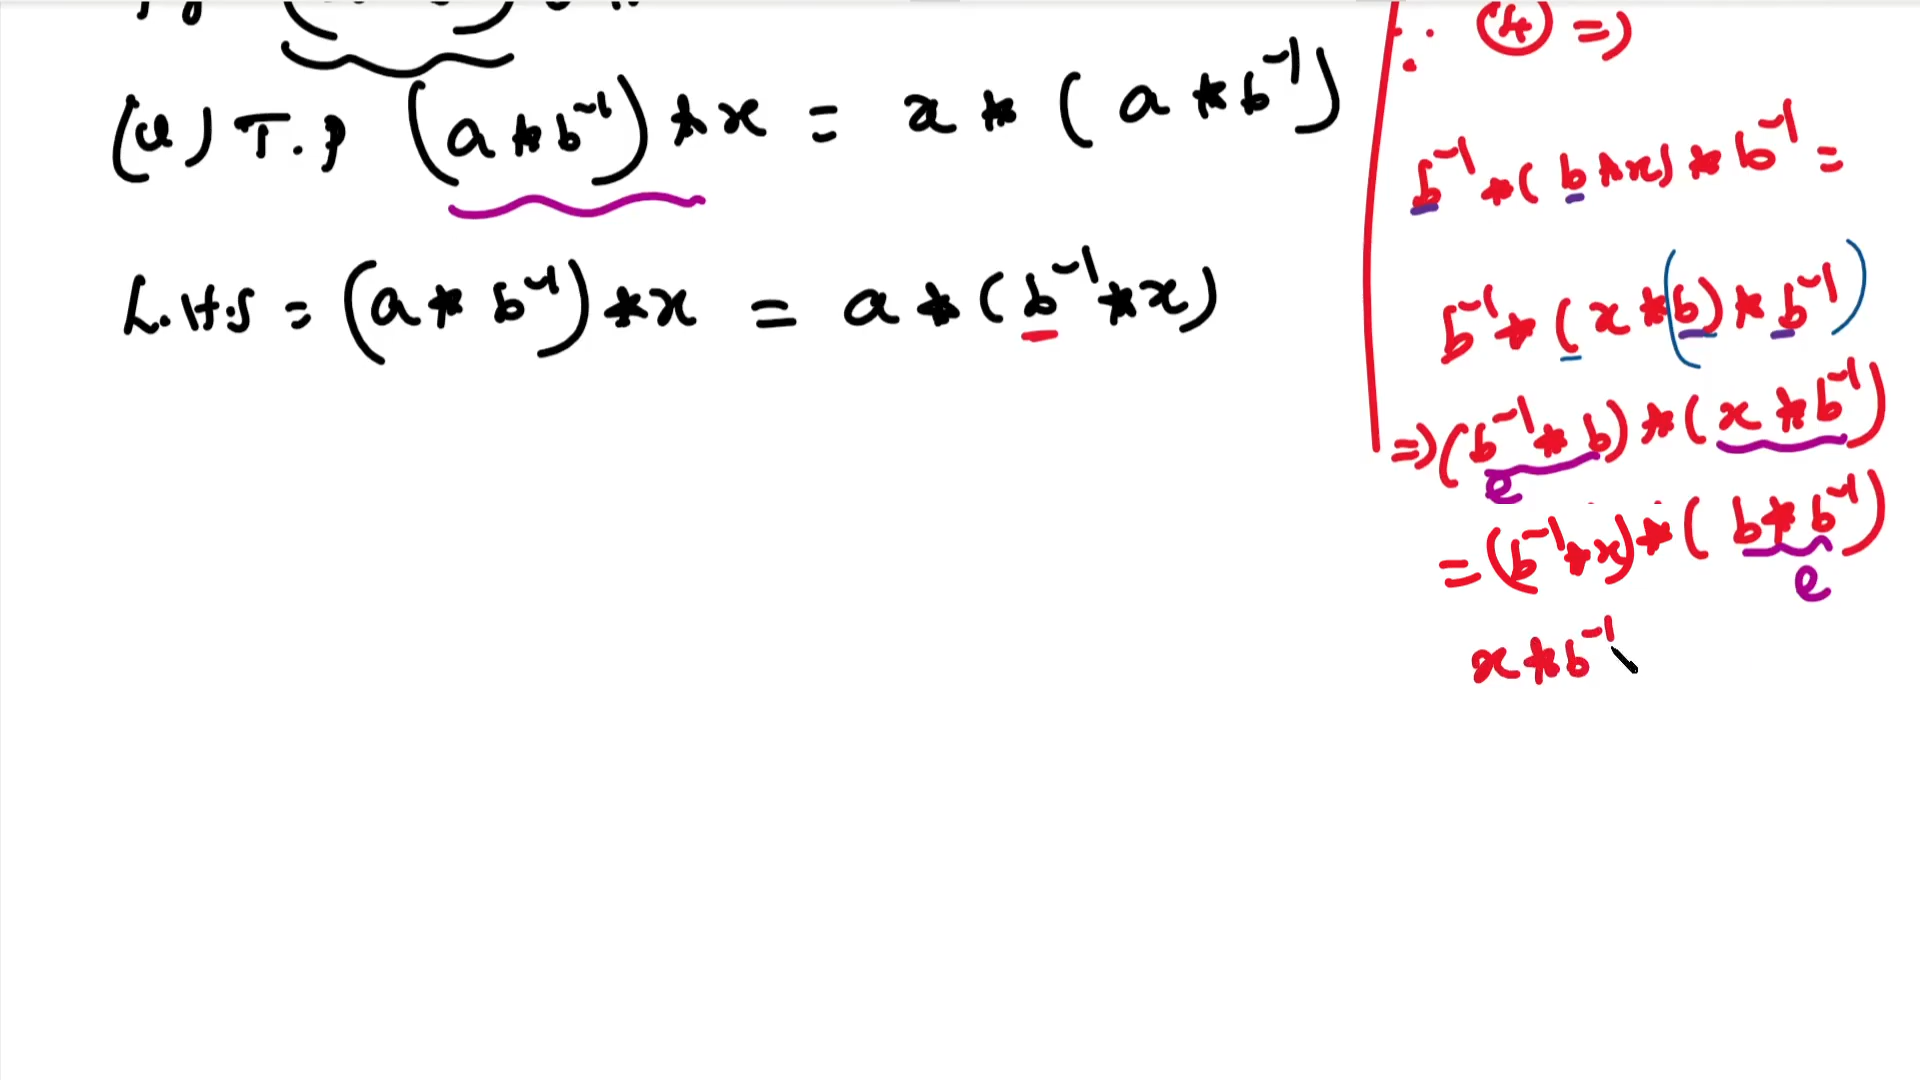 (ii) T.P (a * b⁻¹) * x = x * (a * b⁻¹)
L.H.S = (a * b⁻¹) * x = a * (b⁻¹ * x)
∴ (4) =>
b⁻¹ * (b * x) * b⁻¹ =
b⁻¹ * (x * (b) * b⁻¹)
=> (b⁻¹ * b) * (x * b⁻¹)
e
= (b⁻¹ * x) * (b * b⁻¹)
e
x * b⁻¹